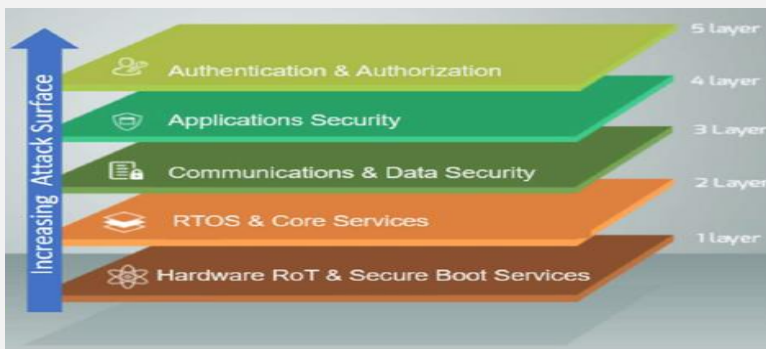 5 layer
Authentication & Authorization
4 layer
Applications Security
3 Layer
Communications & Data Security
2 Layer
RTOS & Core Services
1 layer
Hardware RoT & Secure Boot Services
Increasing Attack Surface